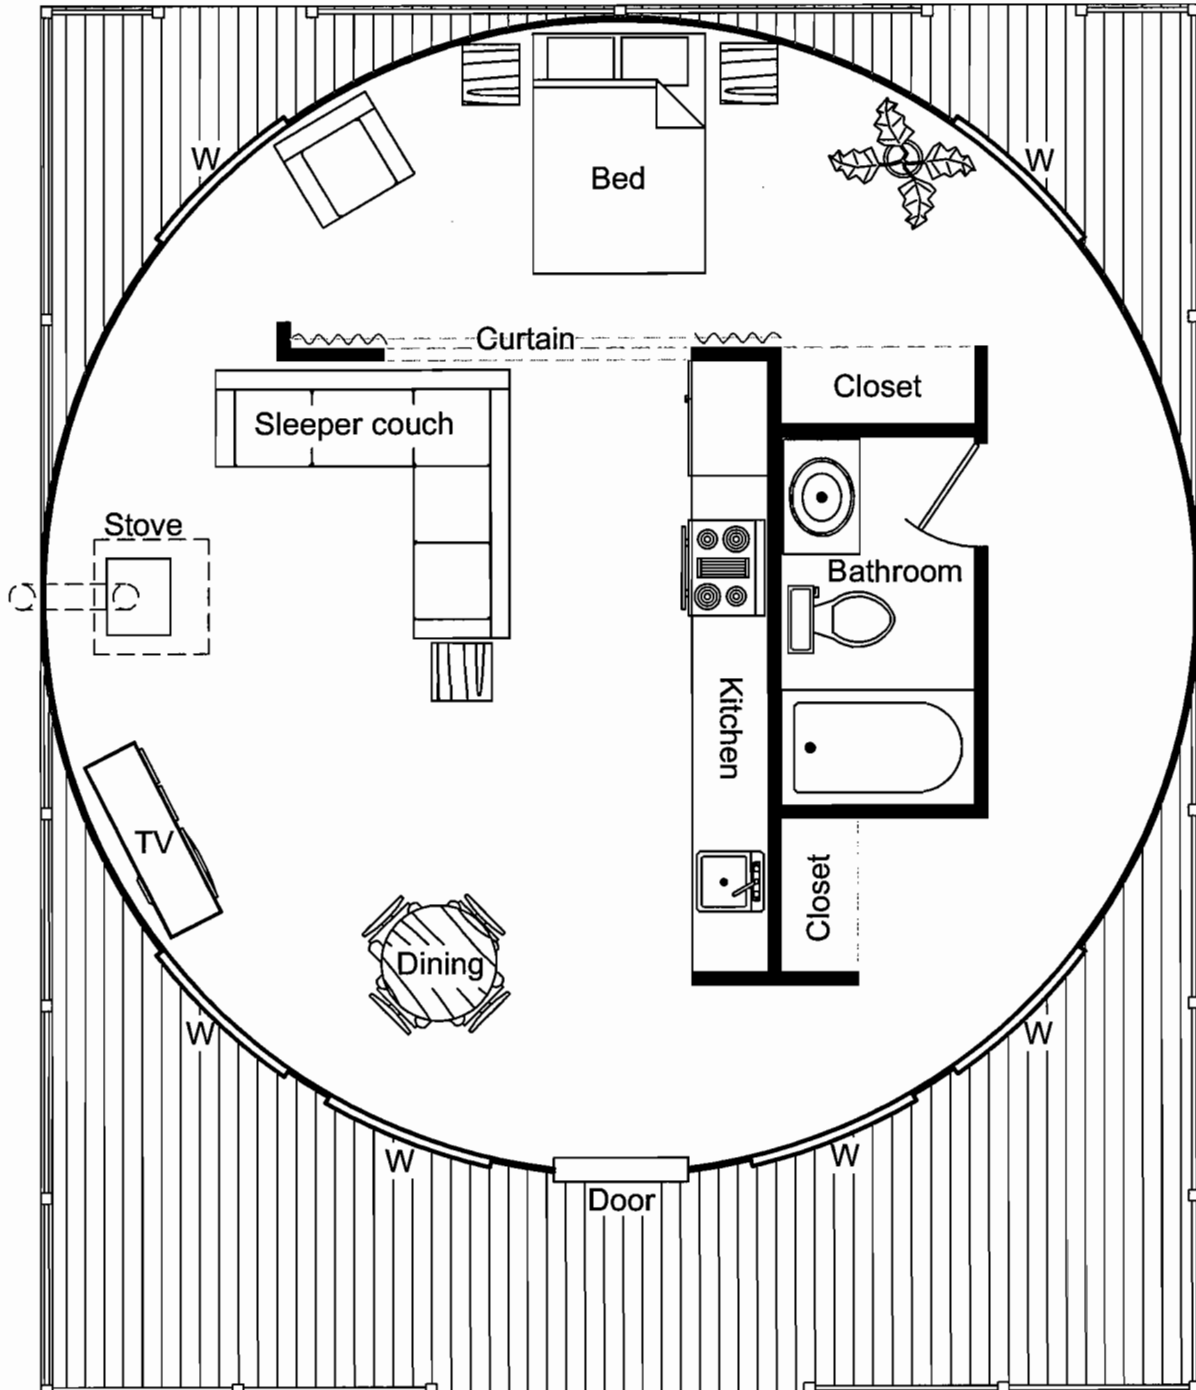 W
W
Bed
Curtain
Closet
Sleeper couch
Stove
Bathroom
Kitchen
TV
Closet
Dining
W
W
W
W
Door